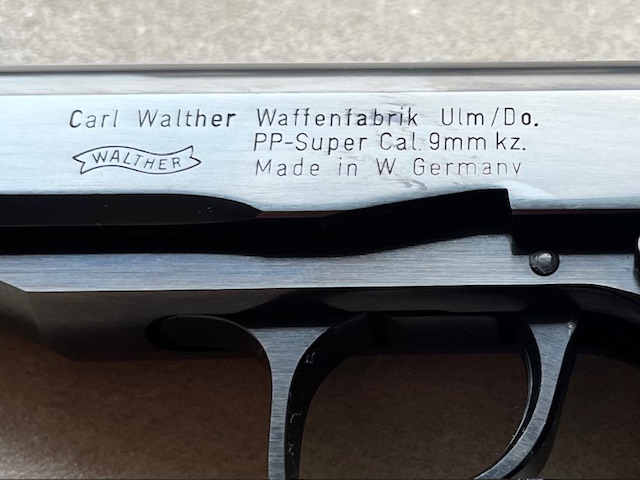 Carl Walther Waffenfabrik Ulm/Do.
WALTHER
PP-Super Cal. 9mm kz.
Made in W. Germany